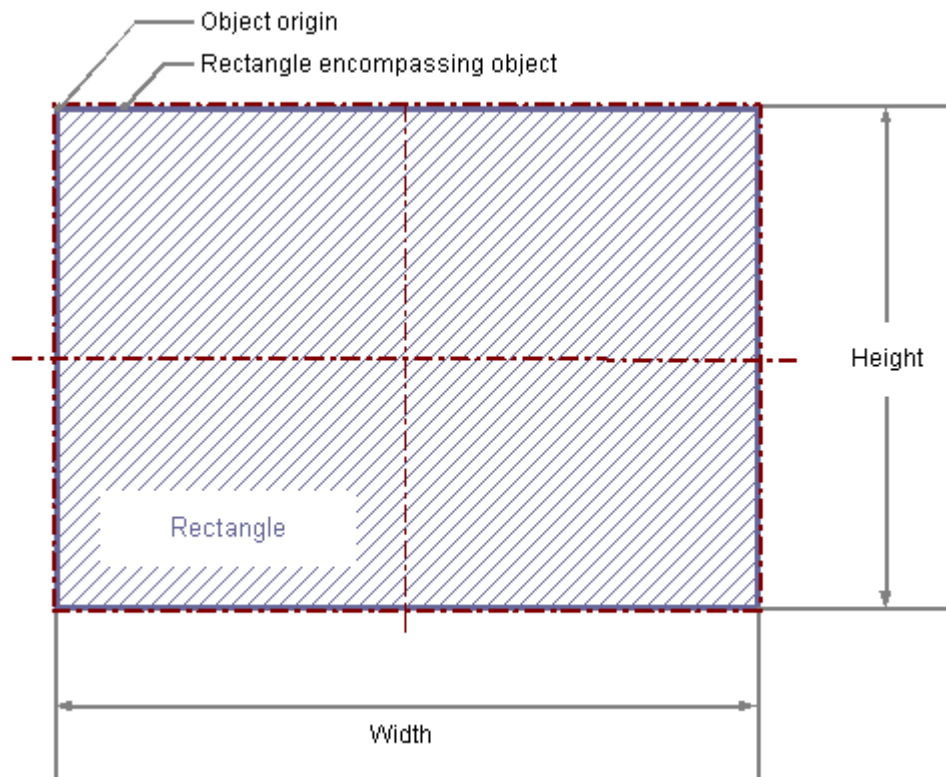 Object origin
Rectangle encompassing object
Height
Rectangle
Width